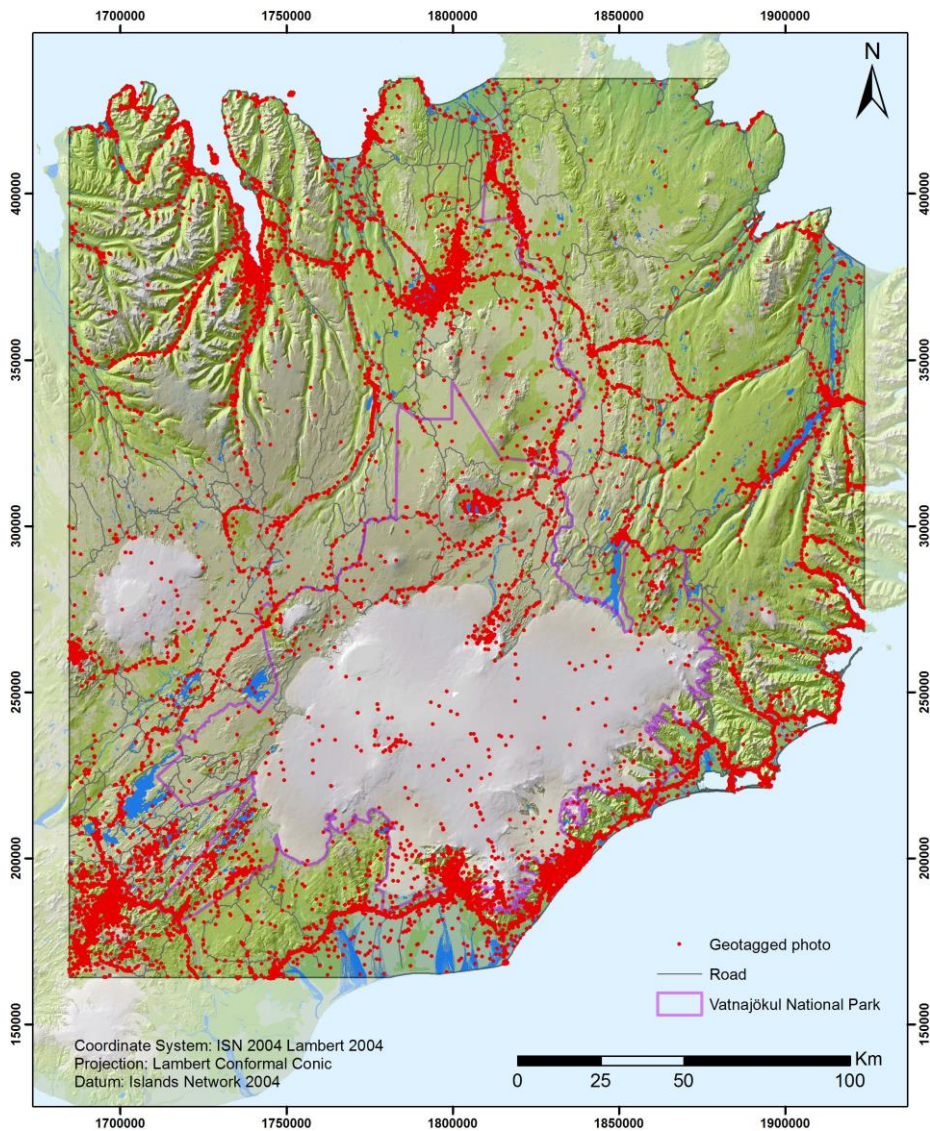 1700000 1750000 1800000 1850000 1900000
N
400000 400000
350000 350000
300000 300000
250000 250000
200000 200000
150000 150000
Geotagged photo
Road
Vatnajökul National Park
Coordinate System: ISN 2004 Lambert 2004
Projection: Lambert Conformal Conic
Datum: Islands Network 2004
Km
0 25 50 100
1700000 1750000 1800000 1850000 1900000